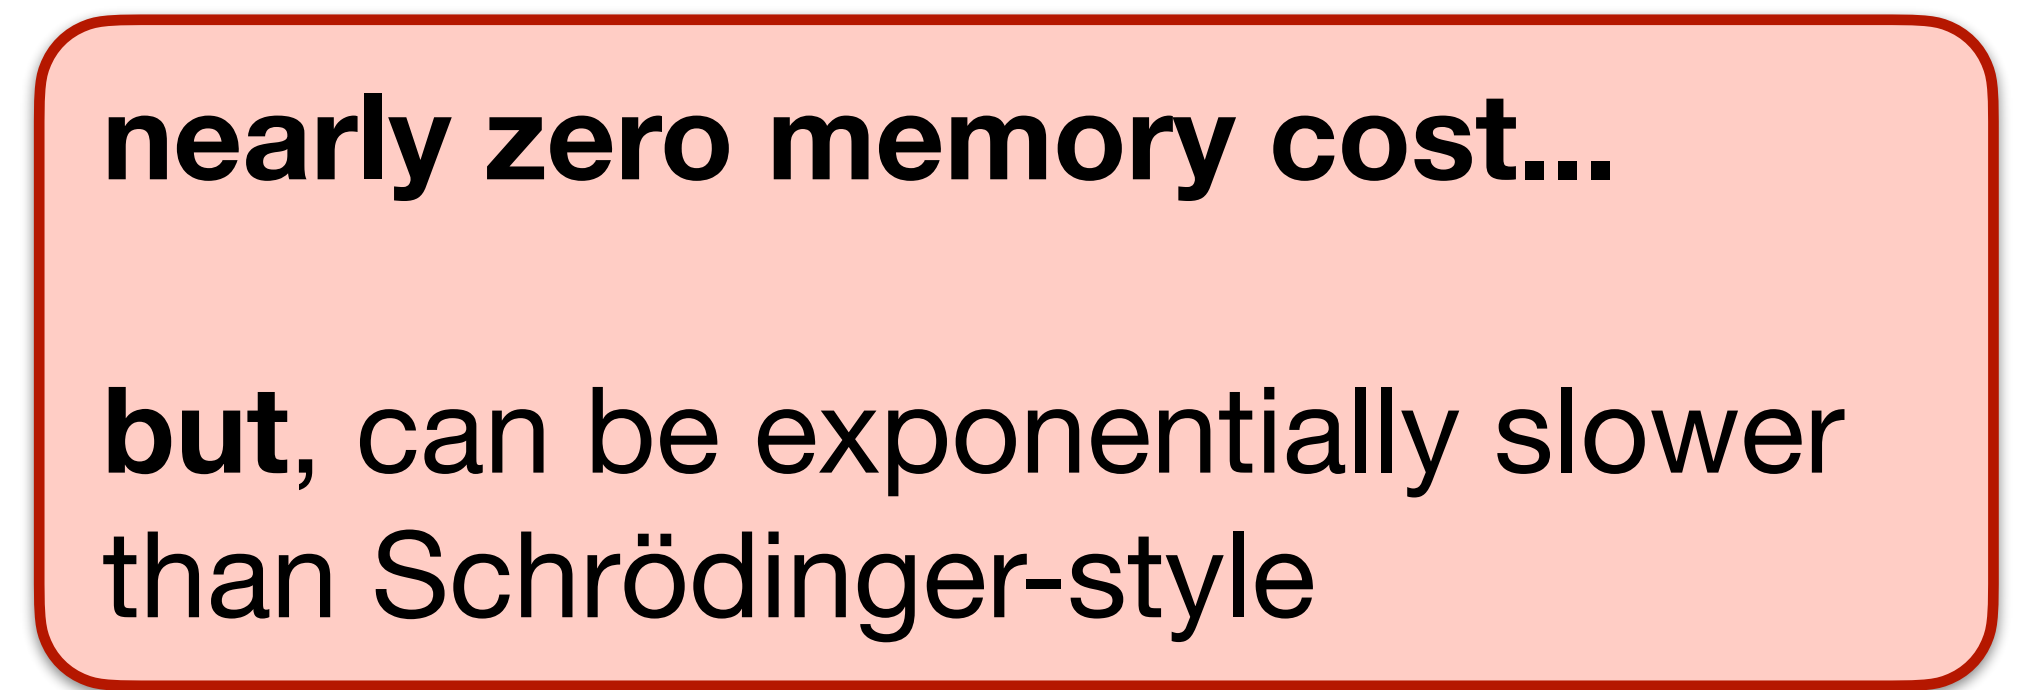 nearly zero memory cost...
but, can be exponentially slower
than Schrödinger-style